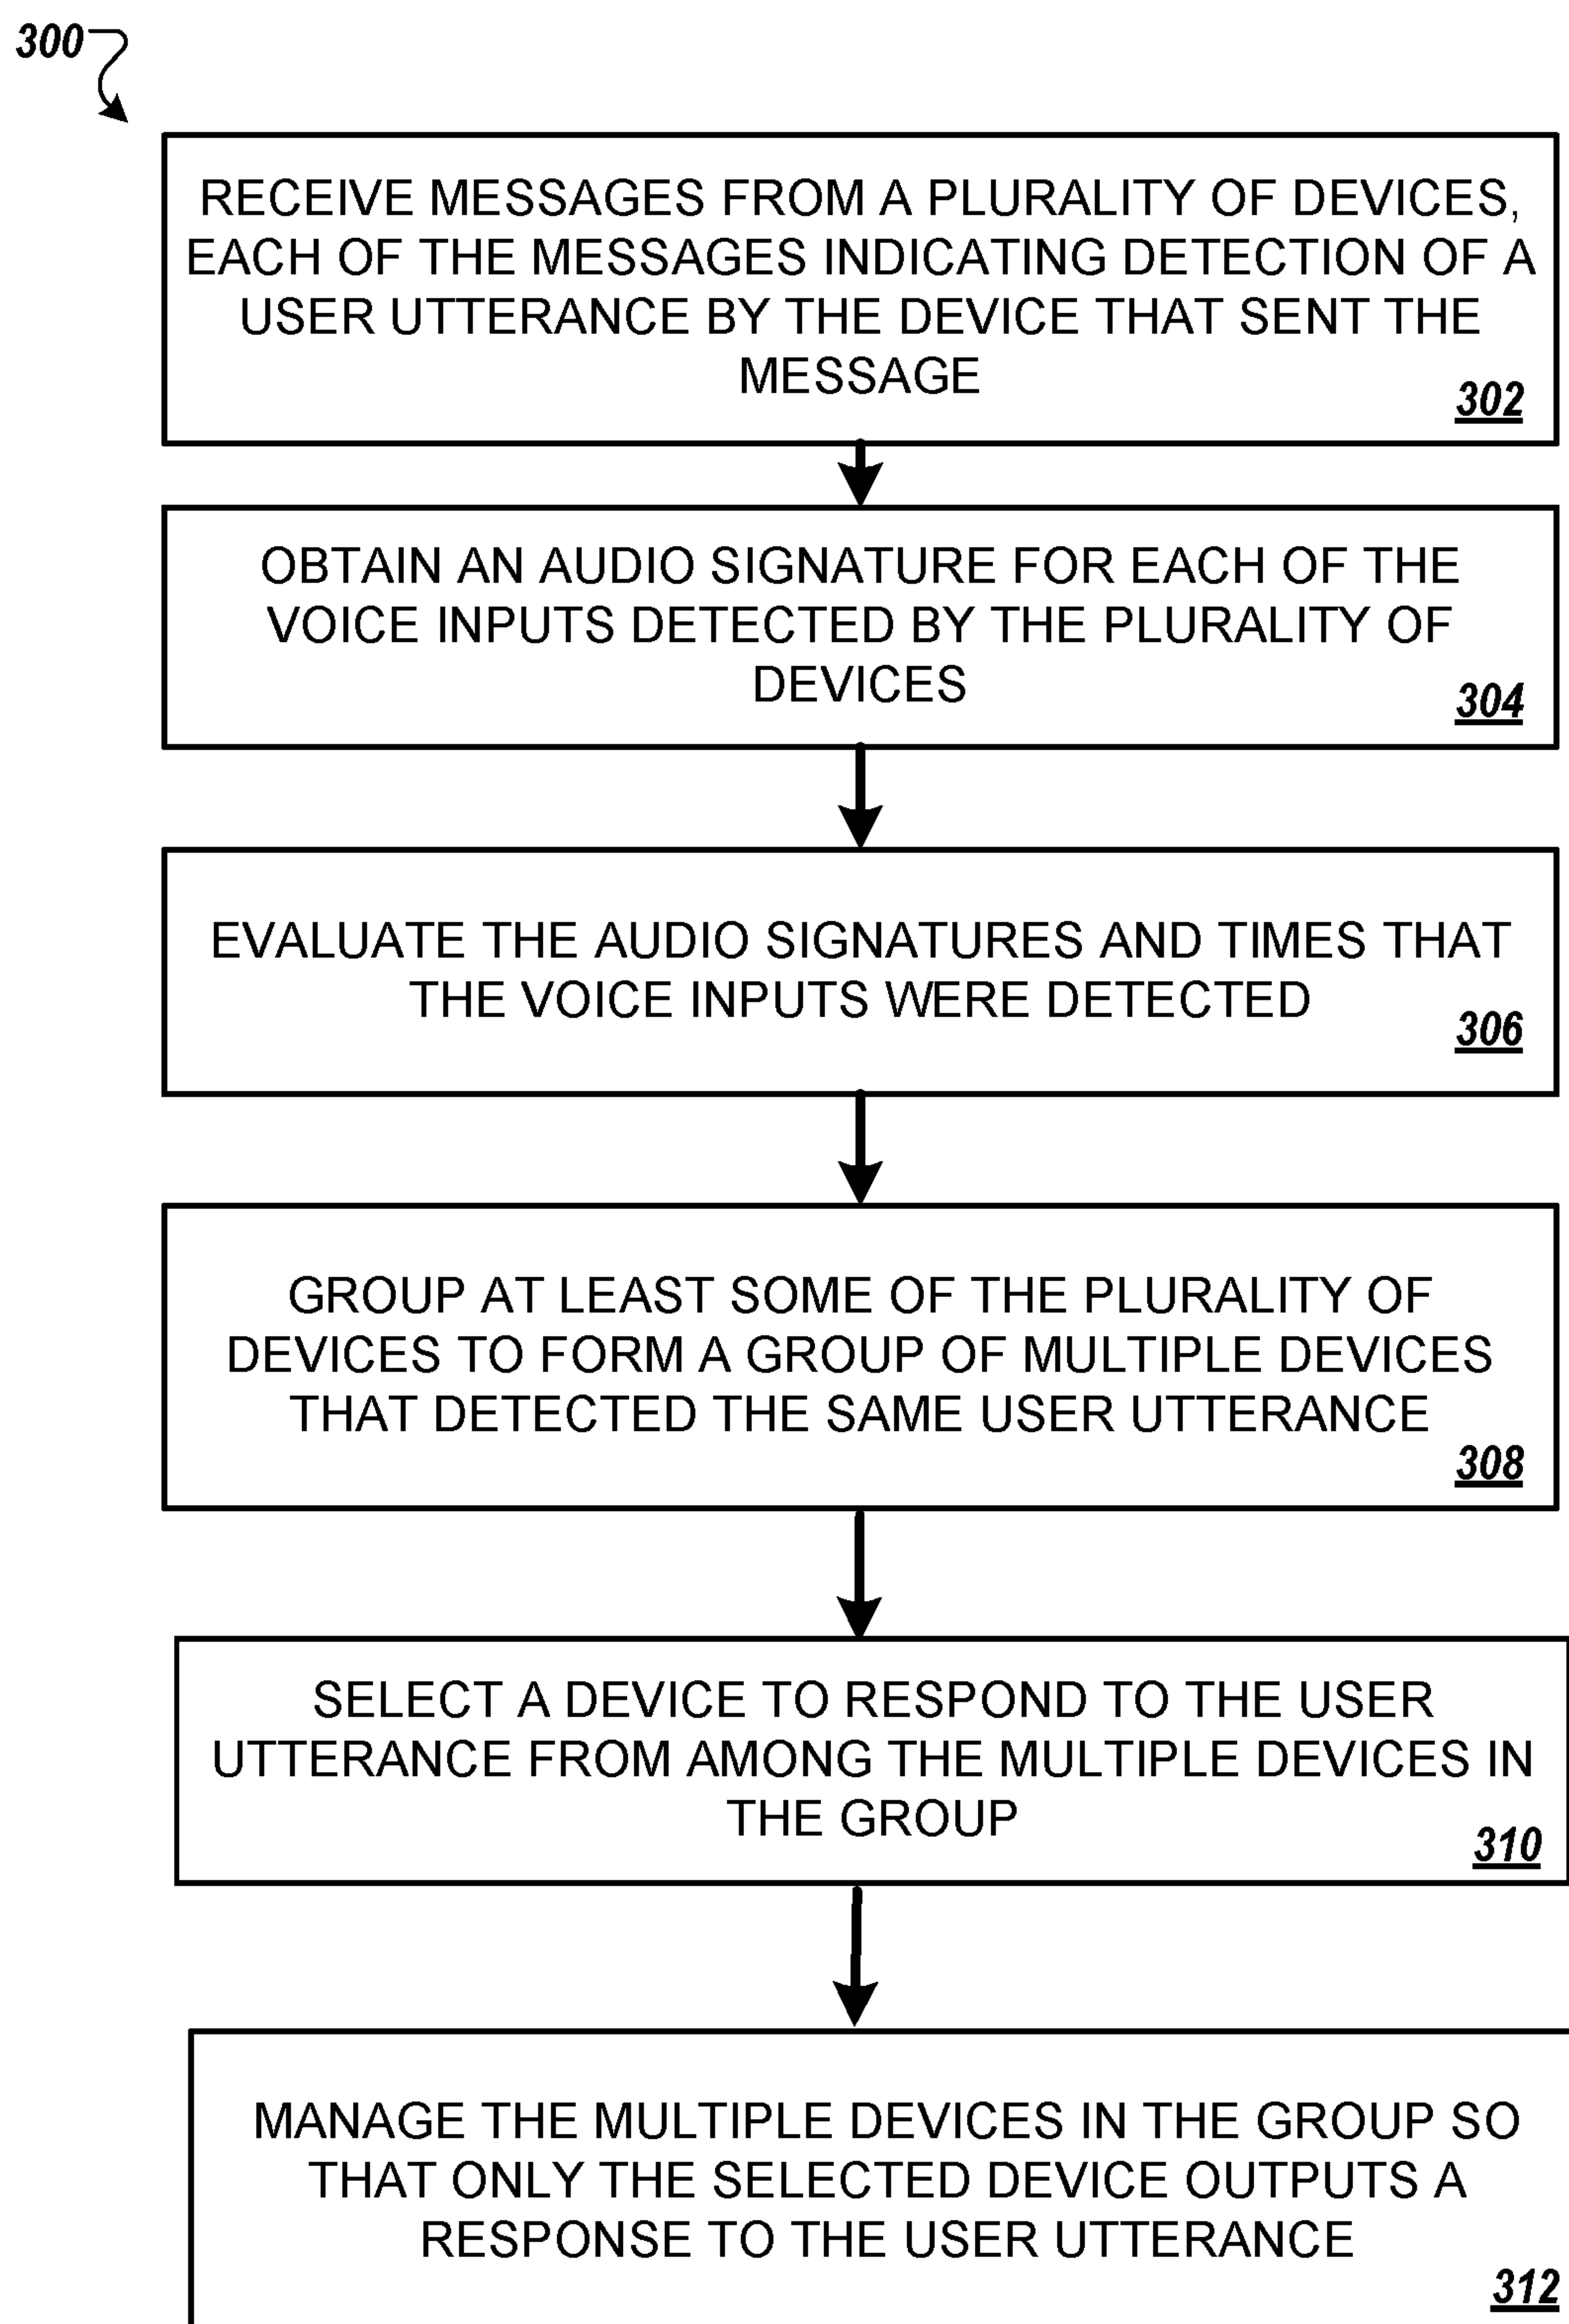 300
RECEIVE MESSAGES FROM A PLURALITY OF DEVICES,
EACH OF THE MESSAGES INDICATING DETECTION OF A
USER UTTERANCE BY THE DEVICE THAT SENT THE
MESSAGE
302
OBTAIN AN AUDIO SIGNATURE FOR EACH OF THE
VOICE INPUTS DETECTED BY THE PLURALITY OF
DEVICES
304
EVALUATE THE AUDIO SIGNATURES AND TIMES THAT
THE VOICE INPUTS WERE DETECTED
306
GROUP AT LEAST SOME OF THE PLURALITY OF
DEVICES TO FORM A GROUP OF MULTIPLE DEVICES
THAT DETECTED THE SAME USER UTTERANCE
308
SELECT A DEVICE TO RESPOND TO THE USER
UTTERANCE FROM AMONG THE MULTIPLE DEVICES IN
THE GROUP
310
MANAGE THE MULTIPLE DEVICES IN THE GROUP SO
THAT ONLY THE SELECTED DEVICE OUTPUTS A
RESPONSE TO THE USER UTTERANCE
312